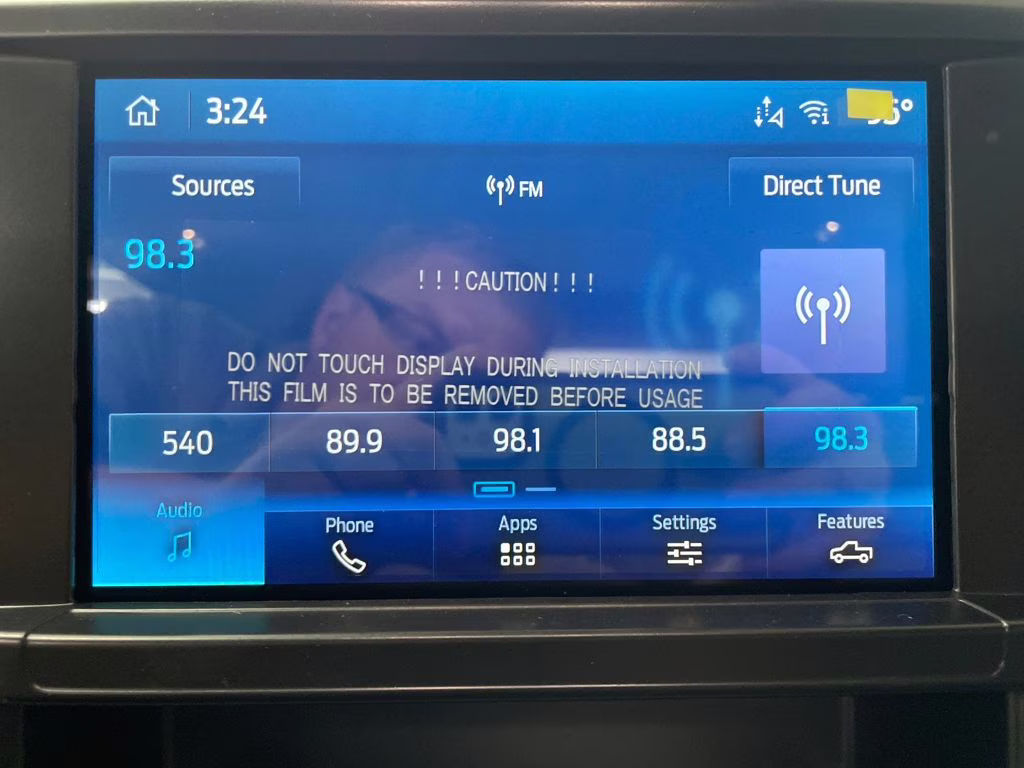 3:24
Sources
FM
Direct Tune
98.3
! ! ! CAUTION ! ! !
DO NOT TOUCH DISPLAY DURING INSTALLATION
THIS FILM IS TO BE REMOVED BEFORE USAGE
540 89.9 98.1 88.5 98.3
Audio Phone Apps Settings Features